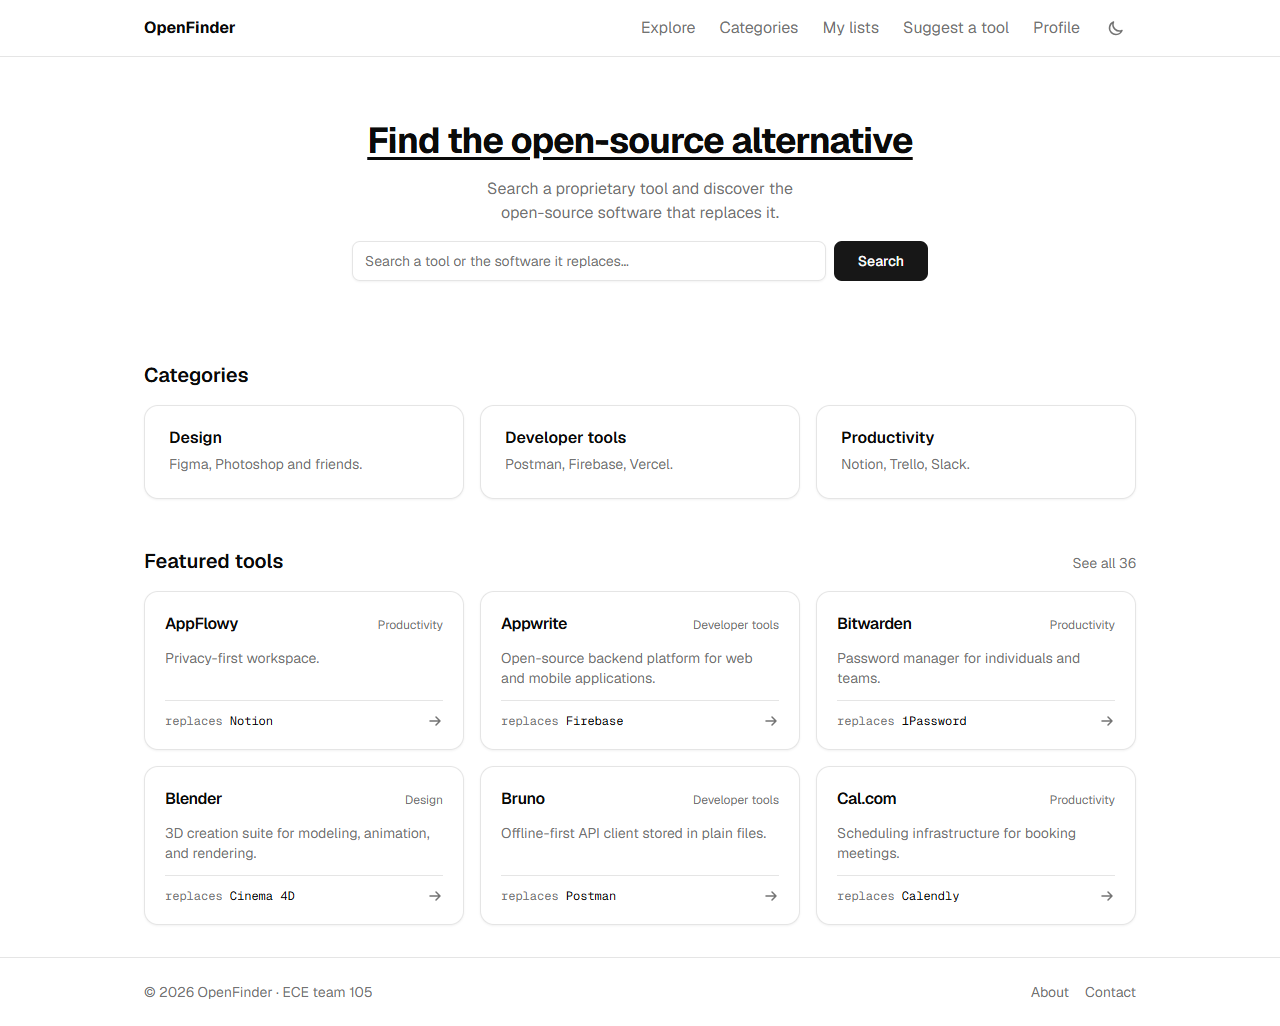 OpenFinder
Explore
Categories
My lists
Suggest a tool
Profile
Find the open-source alternative
Search a proprietary tool and discover the
open-source software that replaces it.
Search a tool or the software it replaces...
Search
Categories
Design
Figma, Photoshop and friends.
Developer tools
Postman, Firebase, Vercel.
Productivity
Notion, Trello, Slack.
Featured tools
See all 36
AppFlowy
Productivity
Privacy-first workspace.
replaces Notion
Appwrite
Developer tools
Open-source backend platform for web
and mobile applications.
replaces Firebase
Bitwarden
Productivity
Password manager for individuals and
teams.
replaces 1Password
Blender
Design
3D creation suite for modeling, animation,
and rendering.
replaces Cinema 4D
Bruno
Developer tools
Offline-first API client stored in plain files.
replaces Postman
Cal.com
Productivity
Scheduling infrastructure for booking
meetings.
replaces Calendly
© 2026 OpenFinder · ECE team 105
About
Contact